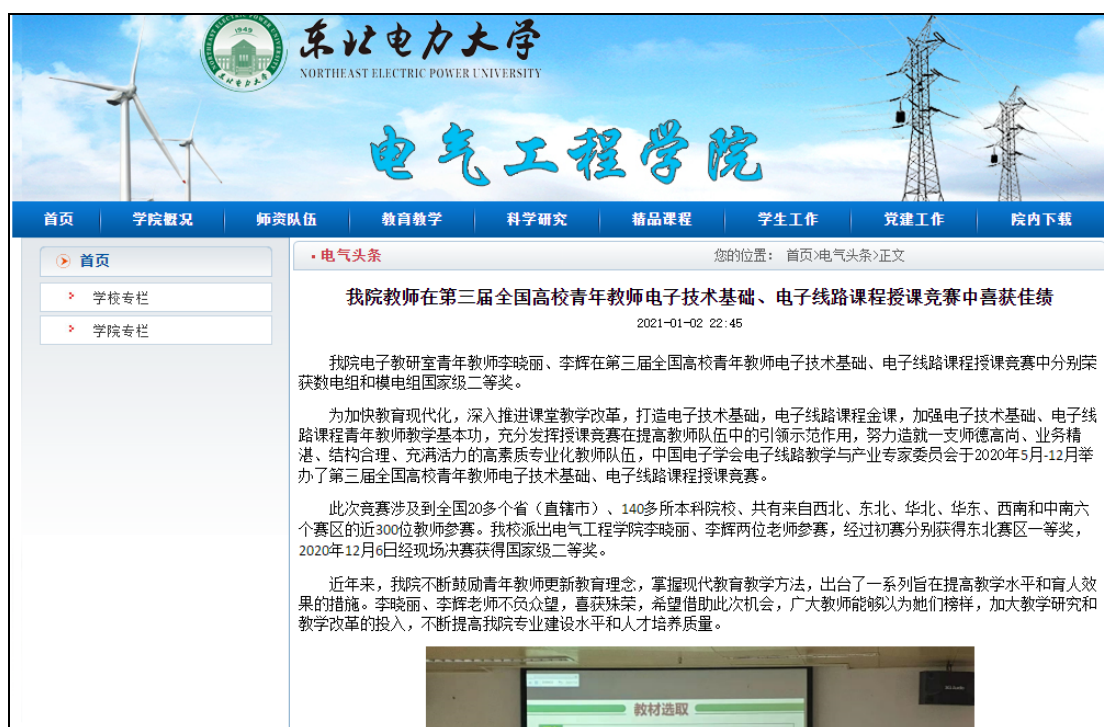 1949
东北电力大学
NORTHEAST ELECTRIC POWER UNIVERSITY
电气工程学院
首页 学院概况 师资队伍 教育教学 科学研究 精品课程 学生工作 党建工作 院内下载
首页
学校专栏
学院专栏
电气头条 您的位置： 首页>电气头条>正文
我院教师在第三届全国高校青年教师电子技术基础、电子线路课程授课竞赛中喜获佳绩
2021-01-02 22:45
我院电子教研室青年教师李晓丽、李辉在第三届全国高校青年教师电子技术基础、电子线路课程授课竞赛中分别荣
获数电组和模电组国家级二等奖。
为加快教育现代化，深入推进课堂教学改革，打造电子技术基础，电子线路课程金课，加强电子技术基础、电子线
路课程青年教师教学基本功，充分发挥授课竞赛在提高教师队伍中的引领示范作用，努力造就一支师德高尚、业务精
湛、结构合理、充满活力的高素质专业化教师队伍，中国电子学会电子线路教学与产业专家委员会于2020年5月-12月举
办了第三届全国高校青年教师电子技术基础、电子线路课程授课竞赛。
此次竞赛涉及到全国20多个省（直辖市）、140多所本科院校、共有来自西北、东北、华北、华东、西南和中南六
个赛区的近300位教师参赛。我校派出电气工程学院李晓丽、李辉两位老师参赛，经过初赛分别获得东北赛区一等奖，
2020年12月6日经现场决赛获得国家级二等奖。
近年来，我院不断鼓励青年教师更新教育理念，掌握现代教育教学方法，出台了一系列旨在提高教学水平和育人效
果的措施。李晓丽、李辉老师不负众望，喜获殊荣，希望借助此次机会，广大教师能够以为她们榜样，加大教学研究和
教学改革的投入，不断提高我院专业建设水平和人才培养质量。
教材选取